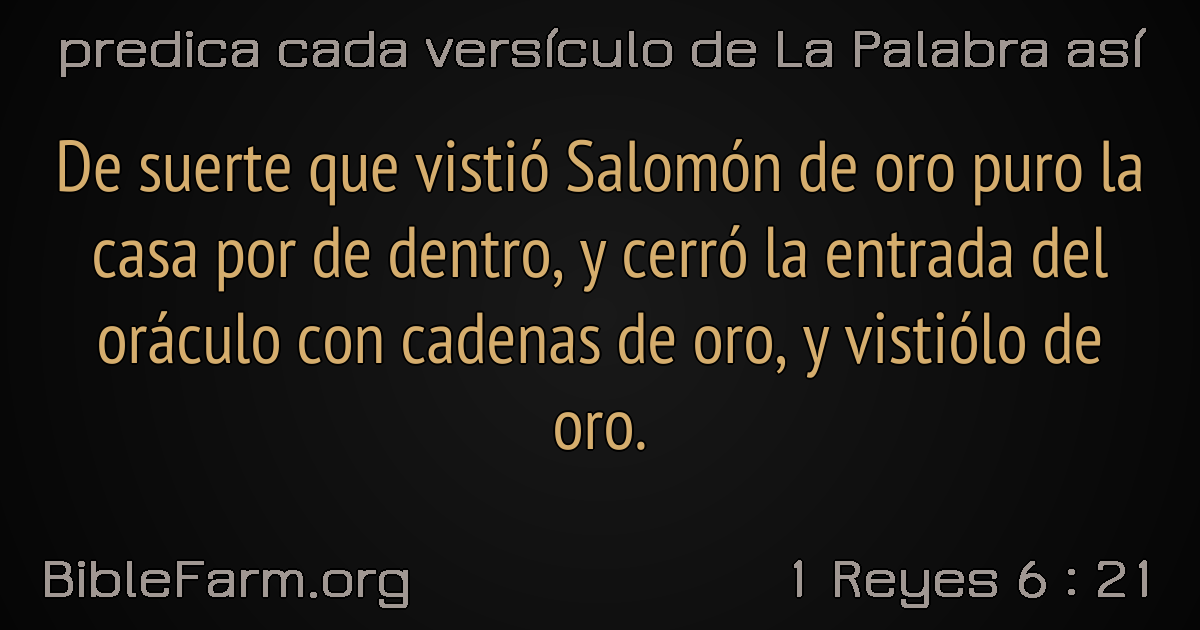 predica cada versículo de La Palabra así
De suerte que vistió Salomón de oro puro la
casa por de dentro, y cerró la entrada del
oráculo con cadenas de oro, y vistiólo de
oro.
BibleFarm.org
1 Reyes 6 : 21